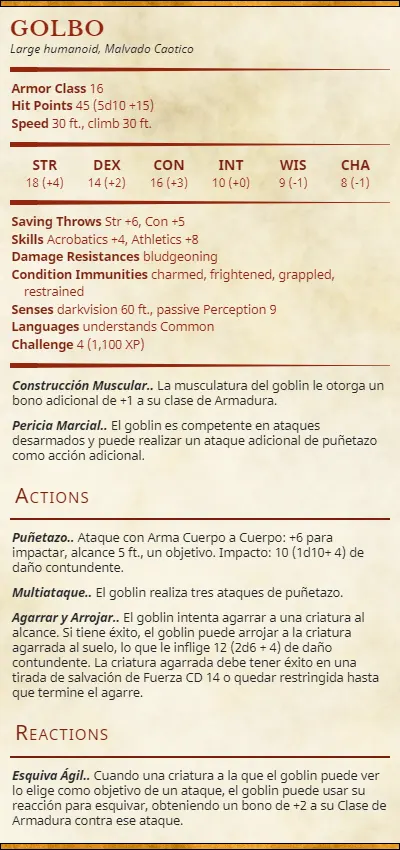 GOLBO
Large humanoid, Malvado Caotico
Armor Class 16
Hit Points 45 (5d10 +15)
Speed 30 ft., climb 30 ft.
STR DEX CON INT WIS CHA
18 (+4) 14 (+2) 16 (+3) 10 (+0) 9 (-1) 8 (-1)
Saving Throws Str +6, Con +5
Skills Acrobatics +4, Athletics +8
Damage Resistances bludgeoning
Condition Immunities charmed, frightened, grappled,
restrained
Senses darkvision 60 ft., passive Perception 9
Languages understands Common
Challenge 4 (1,100 XP)
Construcción Muscular.. La musculatura del goblin le otorga un
bono adicional de +1 a su clase de Armadura.
Pericia Marcial.. El goblin es competente en ataques
desarmados y puede realizar un ataque adicional de puñetazo
como acción adicional.
Actions
Puñetazo.. Ataque con Arma Cuerpo a Cuerpo: +6 para
impactar, alcance 5 ft., un objetivo. Impacto: 10 (1d10+ 4) de
daño contundente.
Multiataque.. El goblin realiza tres ataques de puñetazo.
Agarrar y Arrojar.. El goblin intenta agarrar a una criatura al
alcance. Si tiene éxito, el goblin puede arrojar a la criatura
agarrada al suelo, lo que le inflige 12 (2d6 + 4) de daño
contundente. La criatura agarrada debe tener éxito en una
tirada de salvación de Fuerza CD 14 o quedar restringida hasta
que termine el agarre.
Reactions
Esquiva Ágil.. Cuando una criatura a la que el goblin puede ver
lo elige como objetivo de un ataque, el goblin puede usar su
reacción para esquivar, obteniendo un bono de +2 a su Clase de
Armadura contra ese ataque.